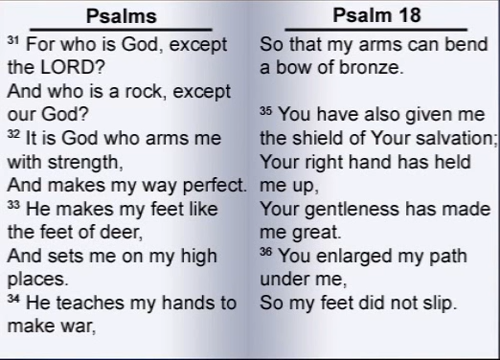 Psalms
31 For who is God, except
the LORD?
And who is a rock, except
our God?
32 It is God who arms me
with strength,
And makes my way perfect.
33 He makes my feet like
the feet of deer,
And sets me on my high
places.
34 He teaches my hands to
make war,
Psalm 18
So that my arms can bend
a bow of bronze.
35 You have also given me
the shield of Your salvation;
Your right hand has held
me up,
Your gentleness has made
me great.
36 You enlarged my path
under me,
So my feet did not slip.